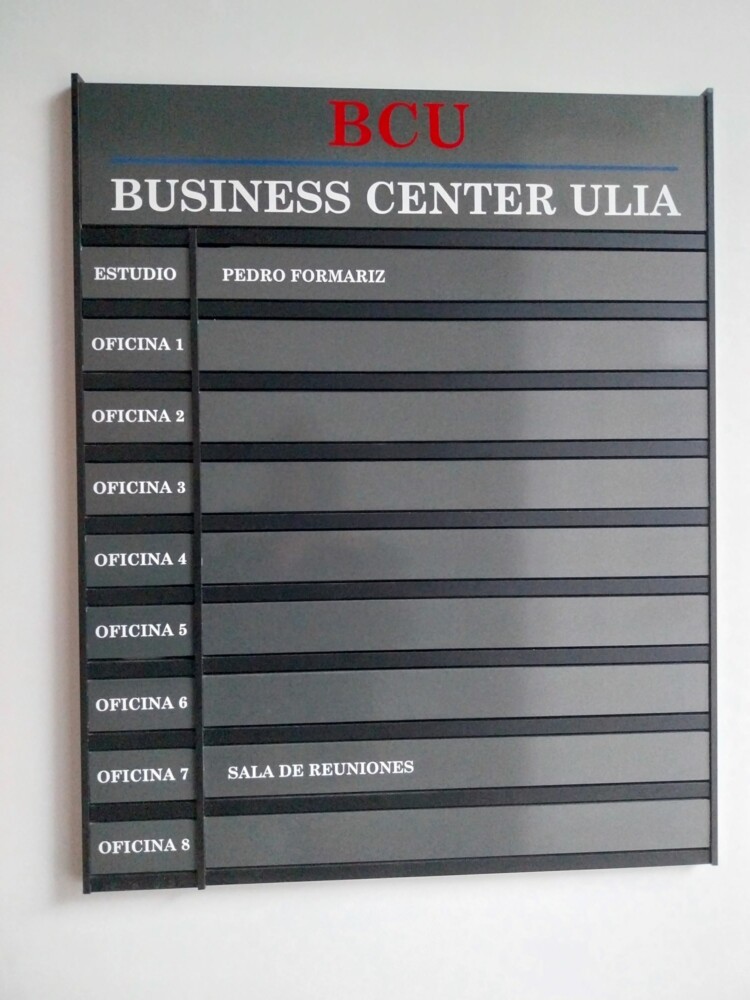 BCU
BUSINESS CENTER ULIA
ESTUDIO PEDRO FORMARIZ
OFICINA 1
OFICINA 2
OFICINA 3
OFICINA 4
OFICINA 5
OFICINA 6
OFICINA 7 SALA DE REUNIONES
OFICINA 8